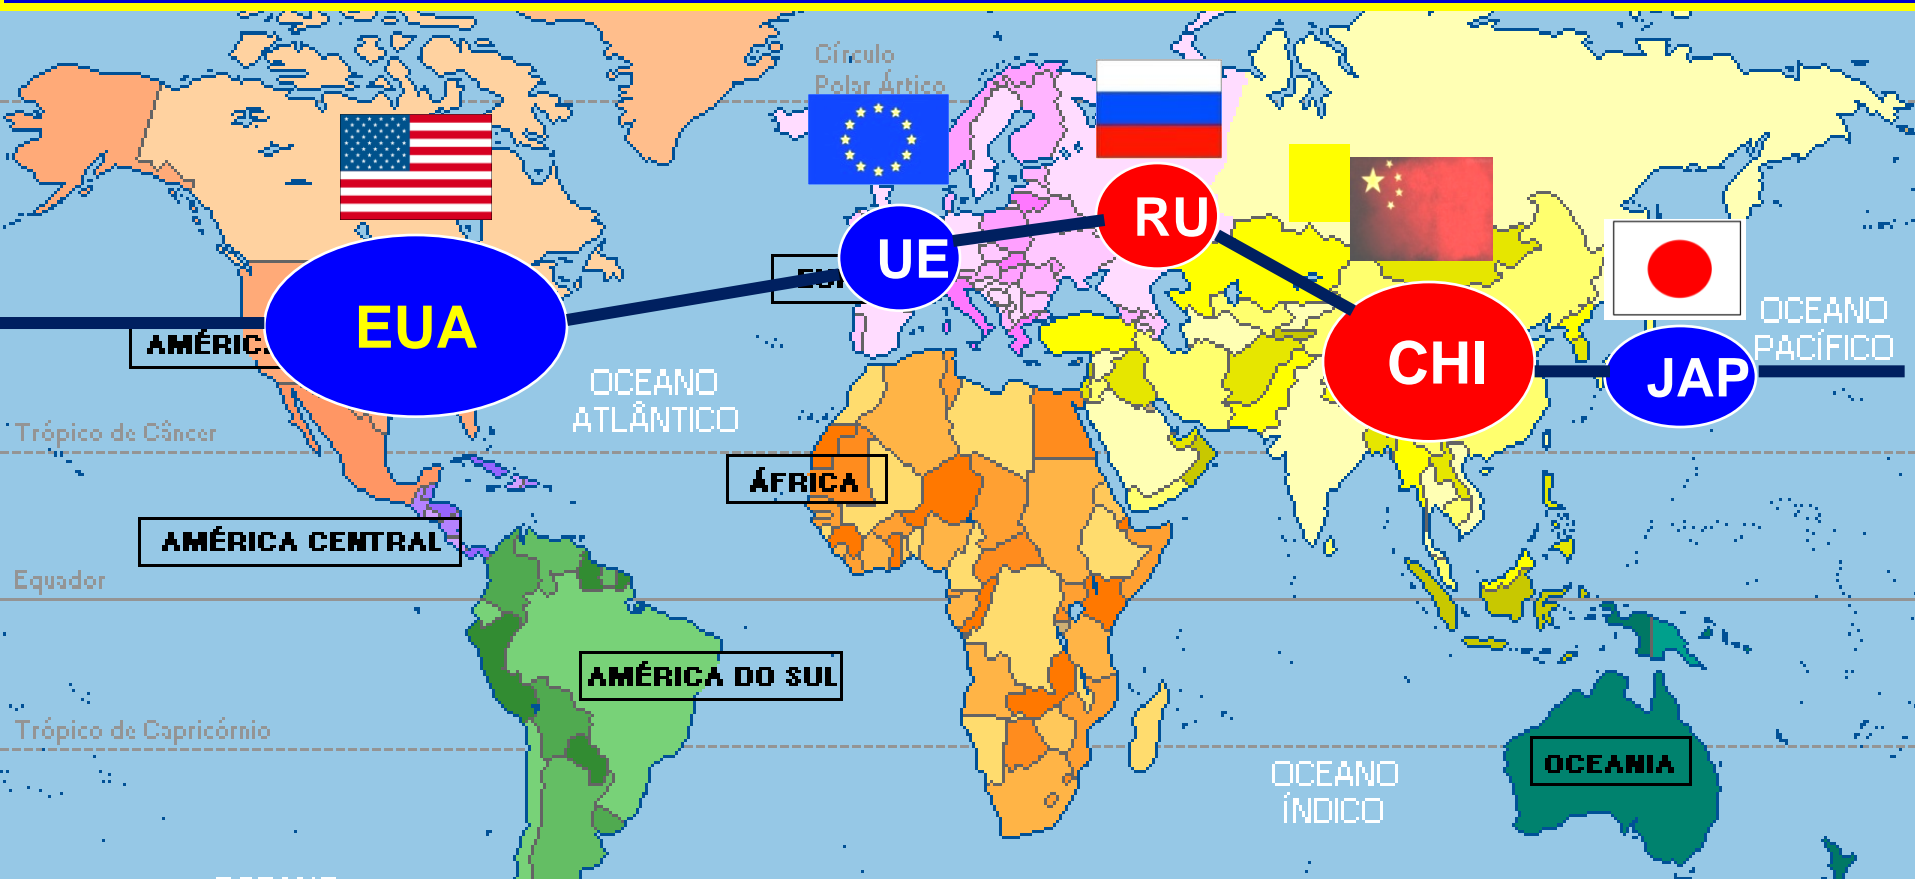 Círculo
Polar Ártico
RU
UE
EUA
OCEANO
PACÍFICO
CHI
JAP
OCEANO
ATLÂNTICO
Trópico de Câncer
ÁFRICA
AMÉRICA CENTRAL
Equador
AMÉRICA DO SUL
Trópico de Capricórnio
OCEANO
ÍNDICO
OCEANIA